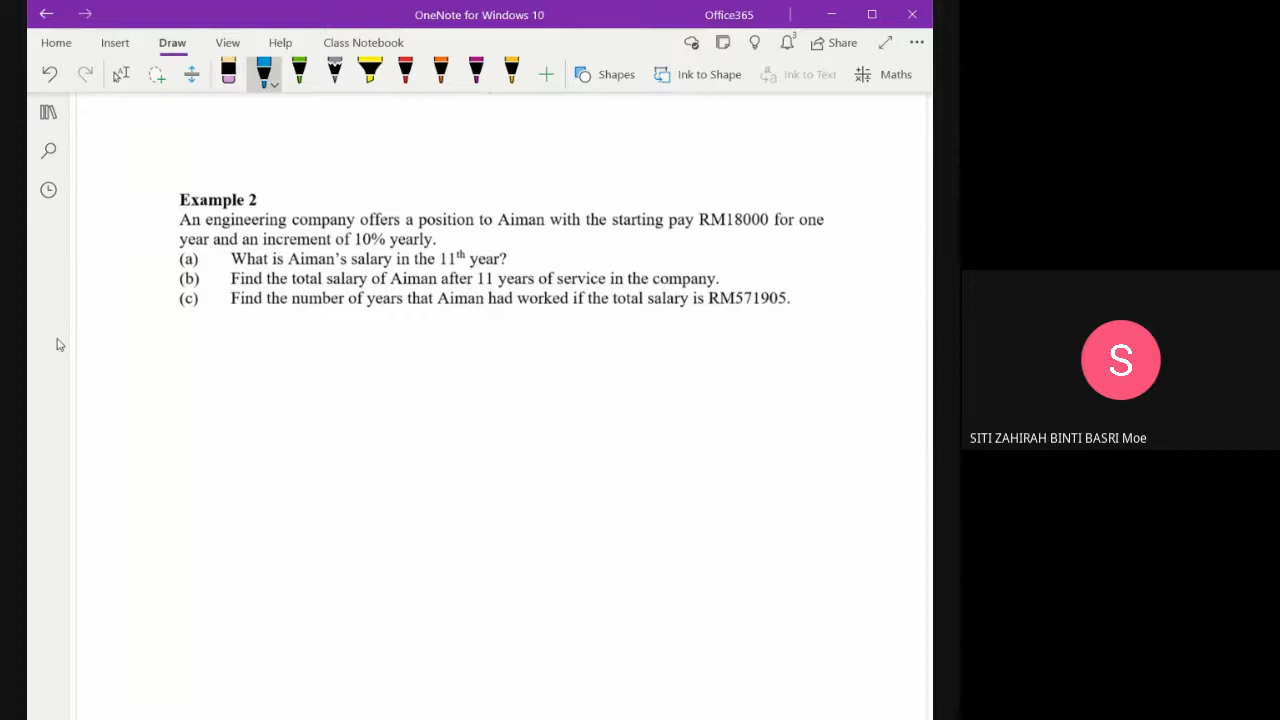 OneNote for Windows 10
Office365
Home Insert Draw View Help Class Notebook
3
Share
Shapes
Ink to Shape
Ink to Text
Maths
Example 2
An engineering company offers a position to Aiman with the starting pay RM18000 for one
year and an increment of 10% yearly.
(a) What is Aiman's salary in the 11th year?
(b) Find the total salary of Aiman after 11 years of service in the company.
(c) Find the number of years that Aiman had worked if the total salary is RM571905.
S
SITI ZAHIRAH BINTI BASRI Moe